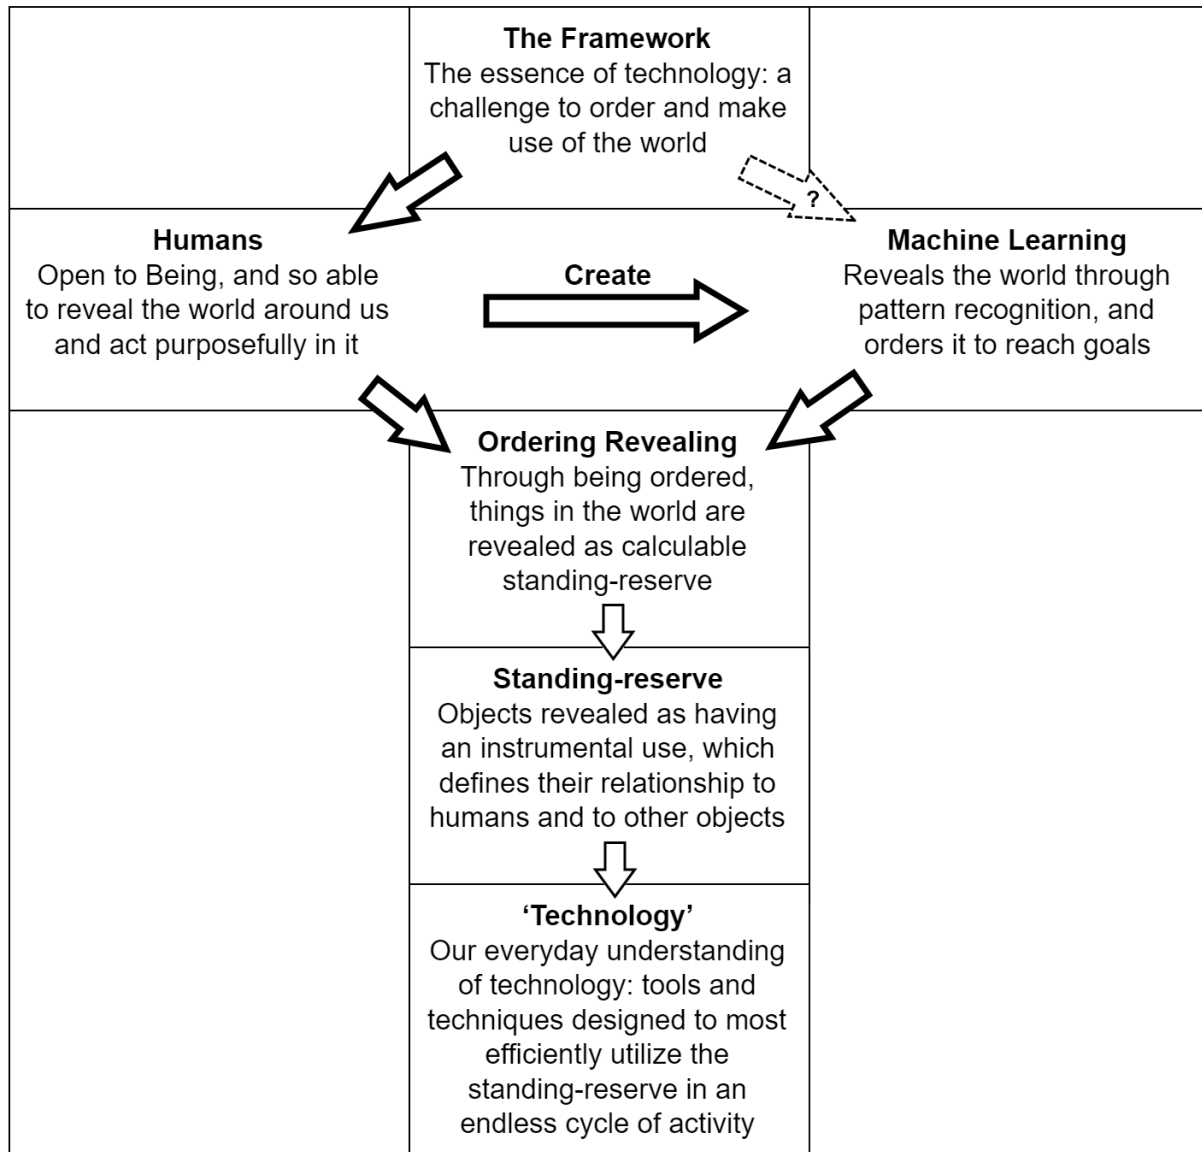 The Framework
The essence of technology: a
challenge to order and make
use of the world
?
Humans
Open to Being, and so able
to reveal the world around us
and act purposefully in it
Create
Machine Learning
Reveals the world through
pattern recognition, and
orders it to reach goals
Ordering Revealing
Through being ordered,
things in the world are
revealed as calculable
standing-reserve
Standing-reserve
Objects revealed as having
an instrumental use, which
defines their relationship to
humans and to other objects
‘Technology’
Our everyday understanding
of technology: tools and
techniques designed to most
efficiently utilize the
standing-reserve in an
endless cycle of activity